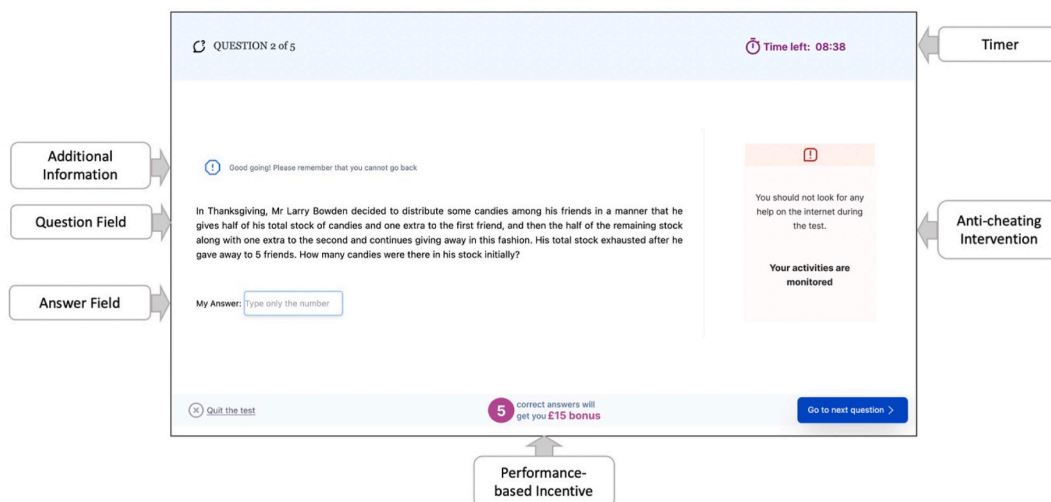 QUESTION 2 of 5
Time left: 08:38
Timer
Additional
Information
Good going! Please remember that you cannot go back
Question Field
In Thanksgiving, Mr Larry Bowden decided to distribute some candies among his friends in a manner that he
gives half of his total stock of candies and one extra to the first friend, and then the half of the remaining stock
along with one extra to the second and continues giving away in this fashion. His total stock exhausted after he
gave away to 5 friends. How many candies were there in his stock initially?
You should not look for any
help on the internet during
the test.
Your activities are
monitored
Anti-cheating
Intervention
Answer Field
My Answer: Type only the number
Quit the test
5 correct answers will
get you £15 bonus
Go to next question >
Performance-
based Incentive